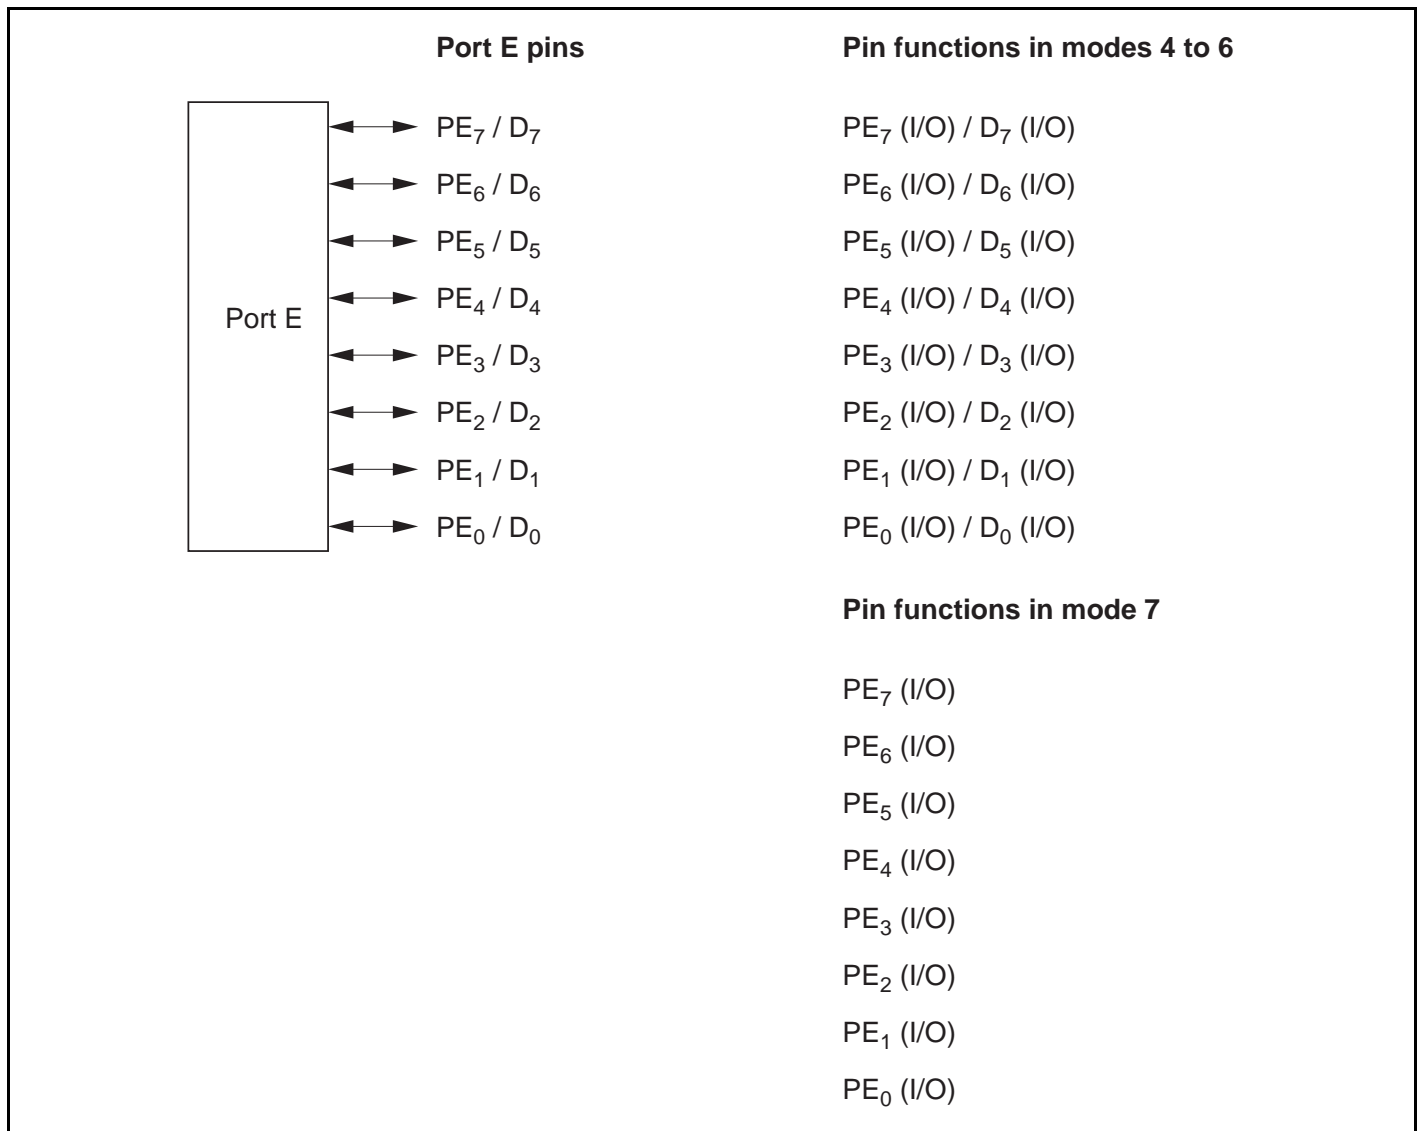 Port E pins Pin functions in modes 4 to 6
PE₇ / D₇ PE₇ (I/O) / D₇ (I/O)
PE₆ / D₆ PE₆ (I/O) / D₆ (I/O)
PE₅ / D₅ PE₅ (I/O) / D₅ (I/O)
PE₄ / D₄ PE₄ (I/O) / D₄ (I/O)
Port E
PE₃ / D₃ PE₃ (I/O) / D₃ (I/O)
PE₂ / D₂ PE₂ (I/O) / D₂ (I/O)
PE₁ / D₁ PE₁ (I/O) / D₁ (I/O)
PE₀ / D₀ PE₀ (I/O) / D₀ (I/O)
Pin functions in mode 7
PE₇ (I/O)
PE₆ (I/O)
PE₅ (I/O)
PE₄ (I/O)
PE₃ (I/O)
PE₂ (I/O)
PE₁ (I/O)
PE₀ (I/O)